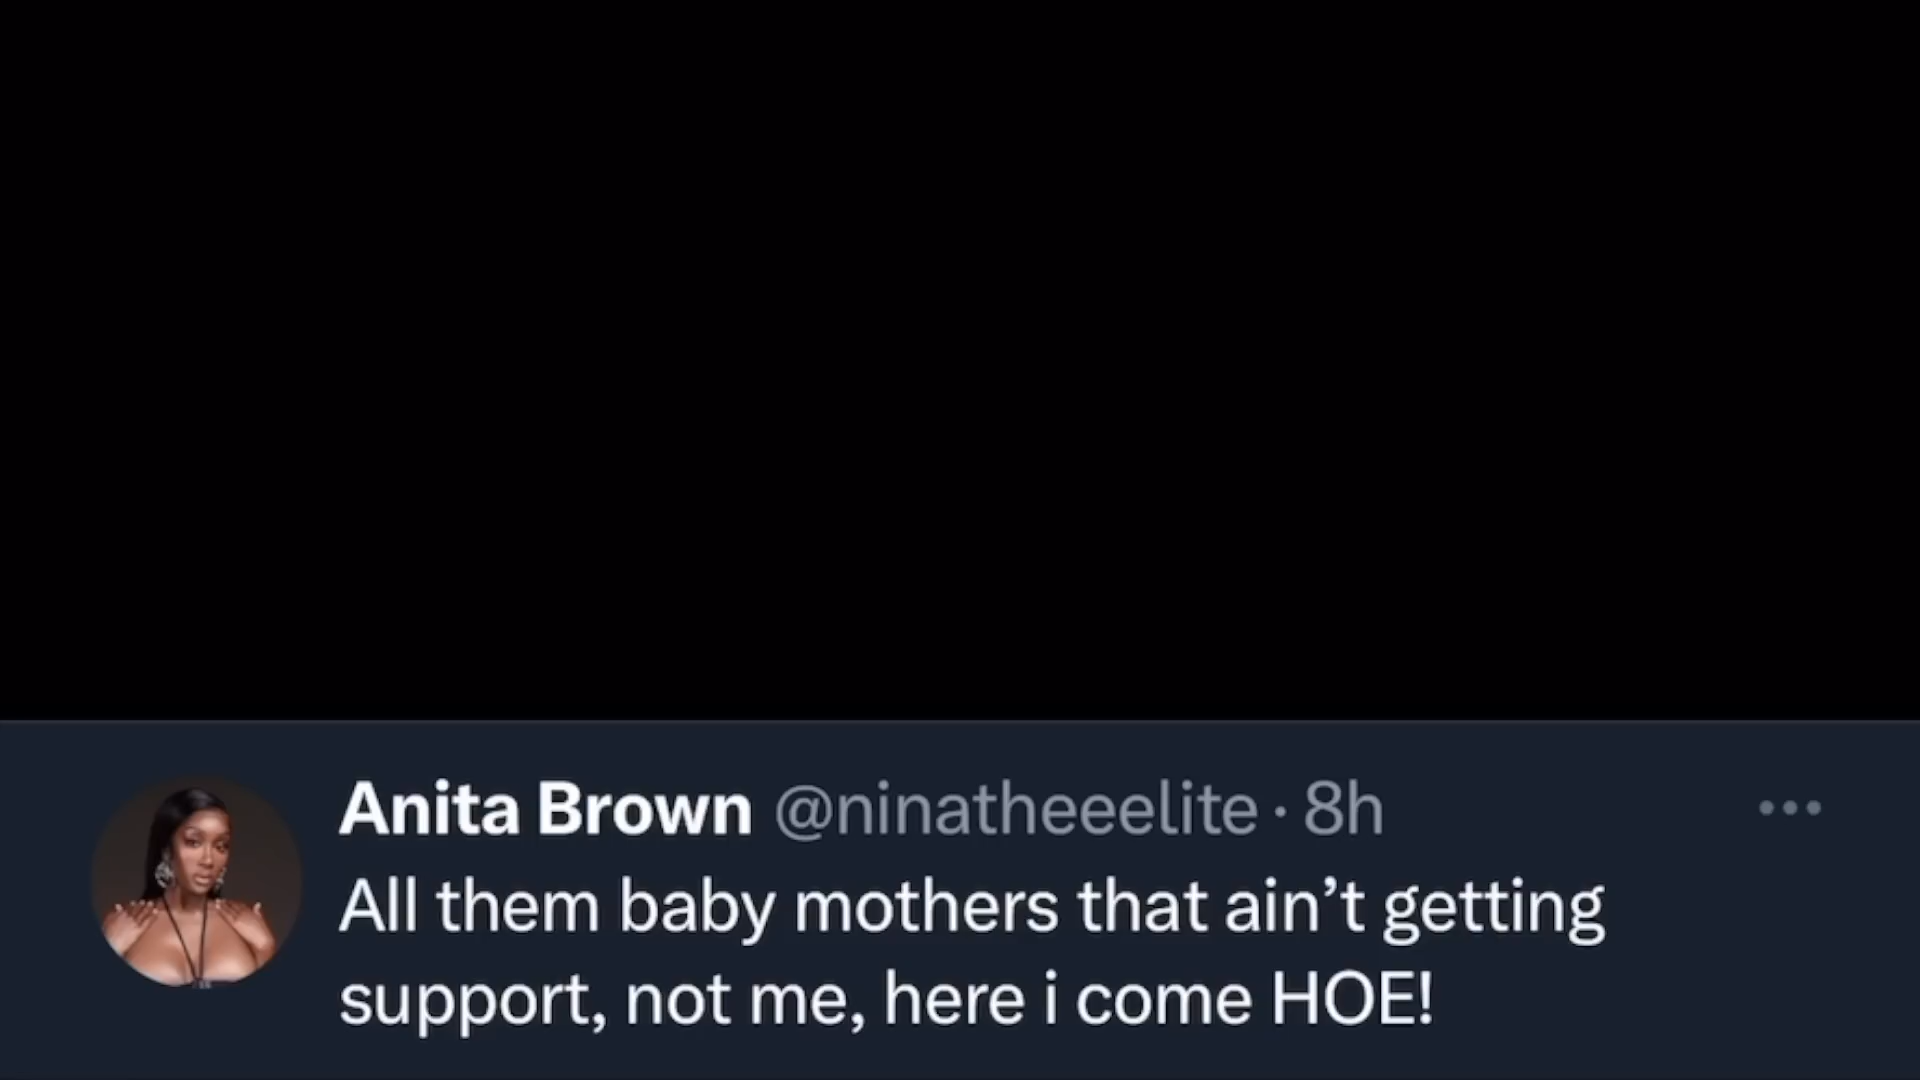 Anita Brown @ninatheeelite · 8h
All them baby mothers that ain’t getting
support, not me, here i come HOE!